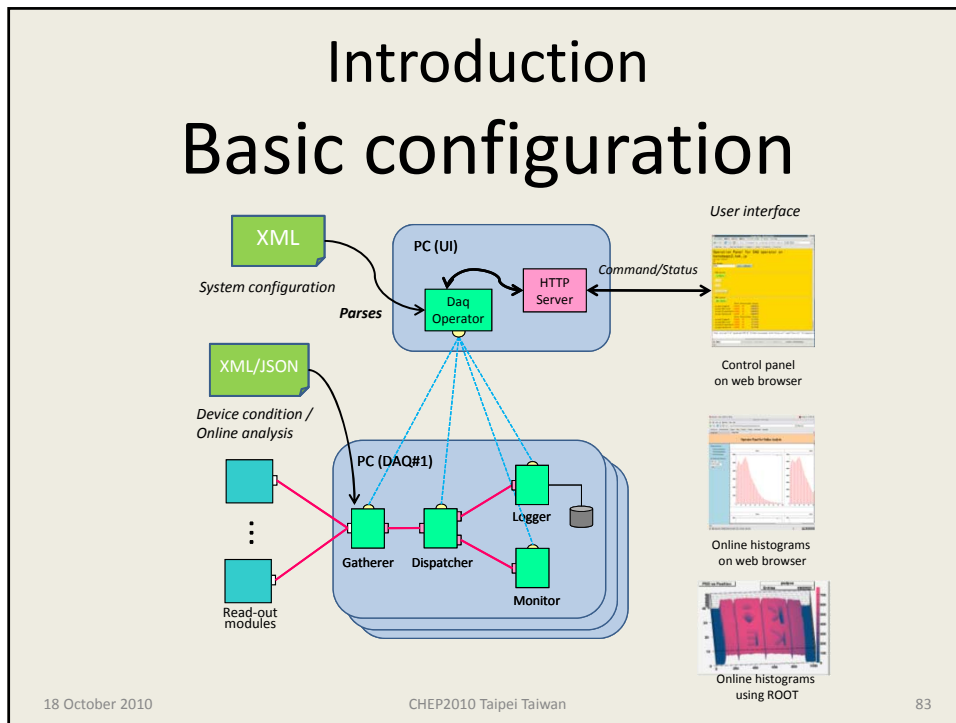 Introduction
Basic configuration
User interface
XML
System configuration
PC (UI)
Command/Status
HTTP
Server
Daq
Operator
Parses
Control panel
on web browser
XML/JSON
Device condition /
Online analysis
PC (DAQ#1)
Logger
Gatherer
Dispatcher
Monitor
Read-out
modules
Online histograms
on web browser
Online histograms
using ROOT
18 October 2010
CHEP2010 Taipei Taiwan
83